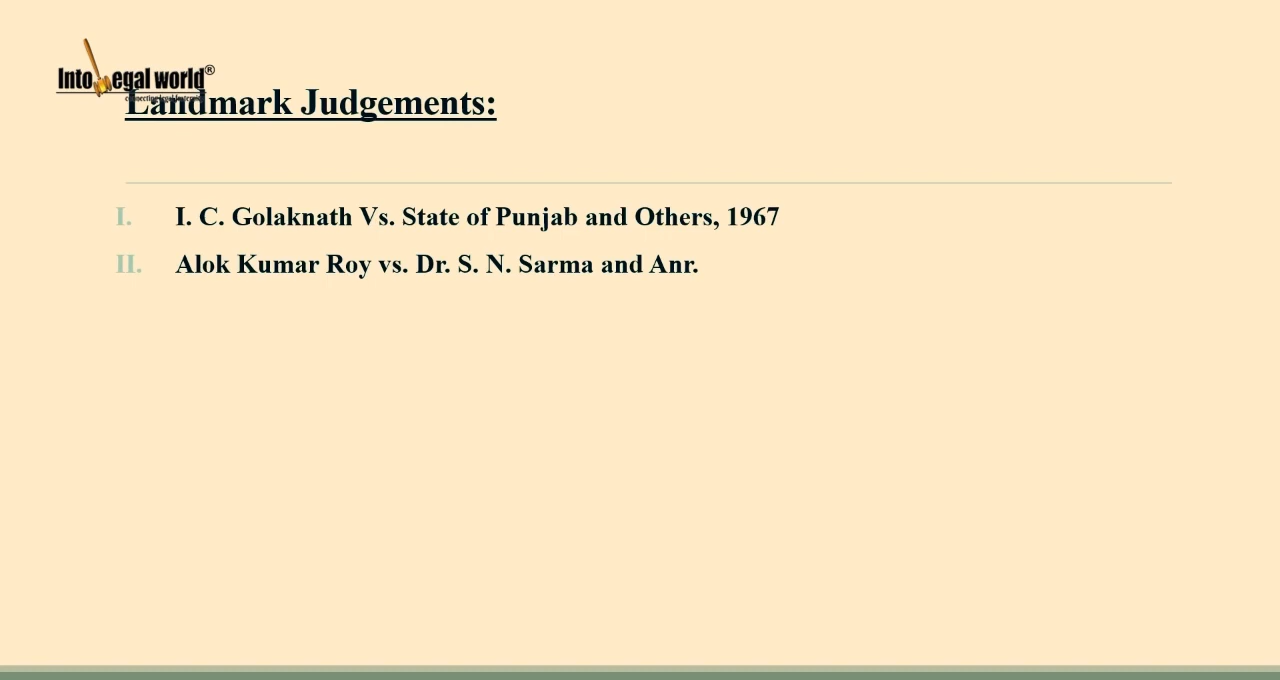 Into Legal world®
Landmark Judgements:
I. I. C. Golaknath Vs. State of Punjab and Others, 1967
II. Alok Kumar Roy vs. Dr. S. N. Sarma and Anr.